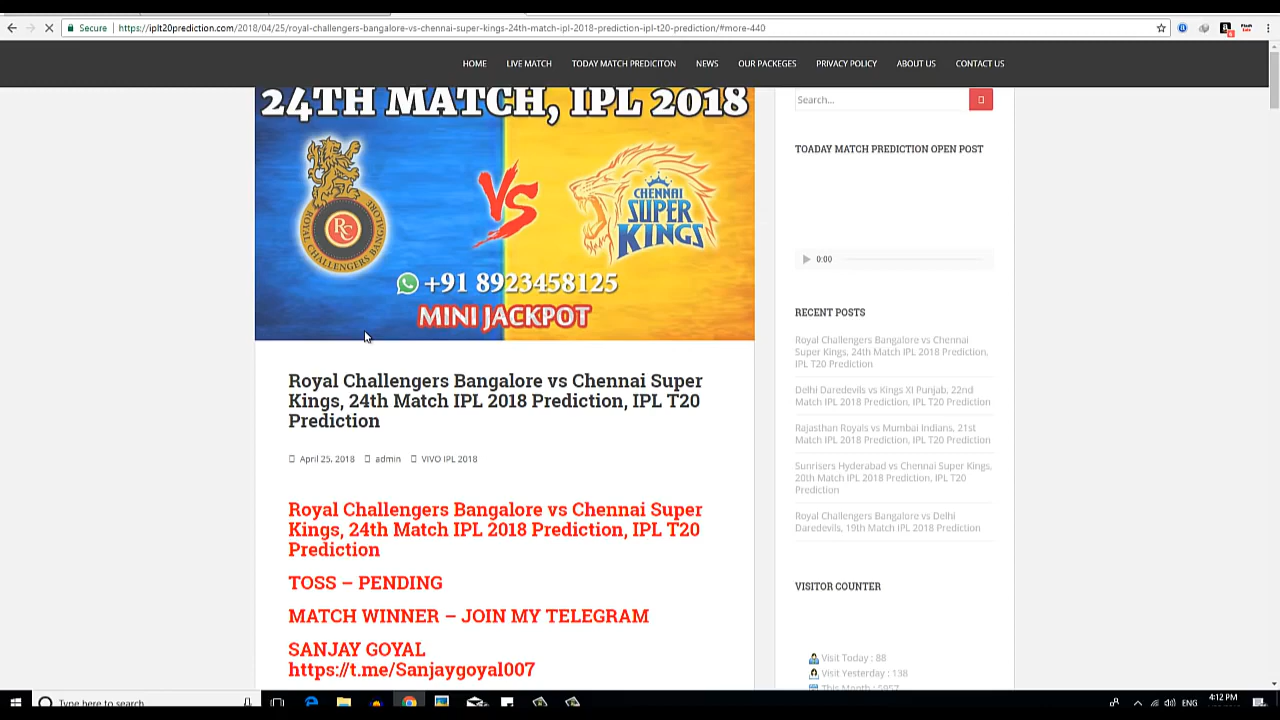 Secure https://iplt20prediction.com/2018/04/25/royal-challengers-bangalore-vs-chennai-super-kings-24th-match-ipl-2018-prediction-ipl-t20-prediction/#more-440
HOME LIVE MATCH TODAY MATCH PREDICITON NEWS OUR PACKEGES PRIVACY POLICY ABOUT US CONTACT US
24TH MATCH, IPL 2018
ROYAL CHALLENGERS BANGALORE
RC
VS
CHENNAI
SUPER
KINGS
+91 8923458125
MINI JACKPOT
Royal Challengers Bangalore vs Chennai Super
Kings, 24th Match IPL 2018 Prediction, IPL T20
Prediction
April 25, 2018 admin VIVO IPL 2018
Royal Challengers Bangalore vs Chennai Super
Kings, 24th Match IPL 2018 Prediction, IPL T20
Prediction
TOSS – PENDING
MATCH WINNER – JOIN MY TELEGRAM
SANJAY GOYAL
https://t.me/Sanjaygoyal007
Search...
TOADAY MATCH PREDICTION OPEN POST
0:00
RECENT POSTS
Royal Challengers Bangalore vs Chennai
Super Kings, 24th Match IPL 2018 Prediction,
IPL T20 Prediction
Delhi Daredevils vs Kings XI Punjab, 22nd
Match IPL 2018 Prediction, IPL T20 Prediction
Rajasthan Royals vs Mumbai Indians, 21st
Match IPL 2018 Prediction, IPL T20 Prediction
Sunrisers Hyderabad vs Chennai Super Kings,
20th Match IPL 2018 Prediction, IPL T20
Prediction
Royal Challengers Bangalore vs Delhi
Daredevils, 19th Match IPL 2018 Prediction
VISITOR COUNTER
Visit Today : 88
Visit Yesterday : 138
This Month : 5957
Type here to search
ENG
4:12 PM